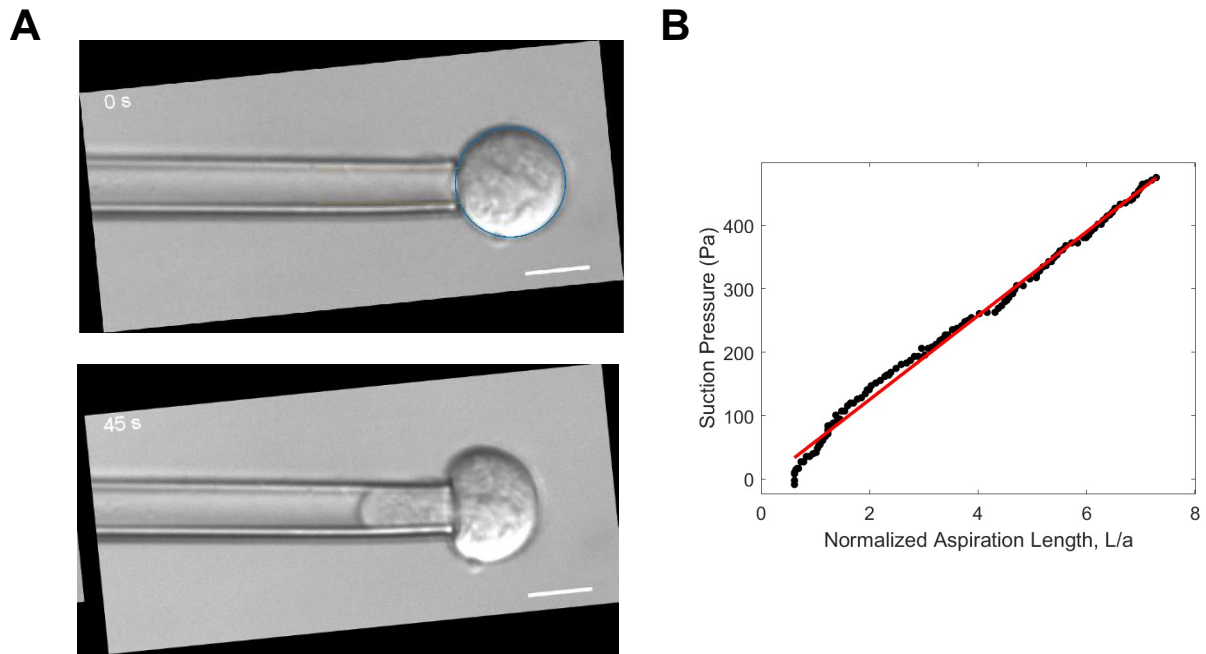 A
0 s
45 s
B
Suction Pressure (Pa)
400
300
200
100
0
0 2 4 6 8
Normalized Aspiration Length, L/a